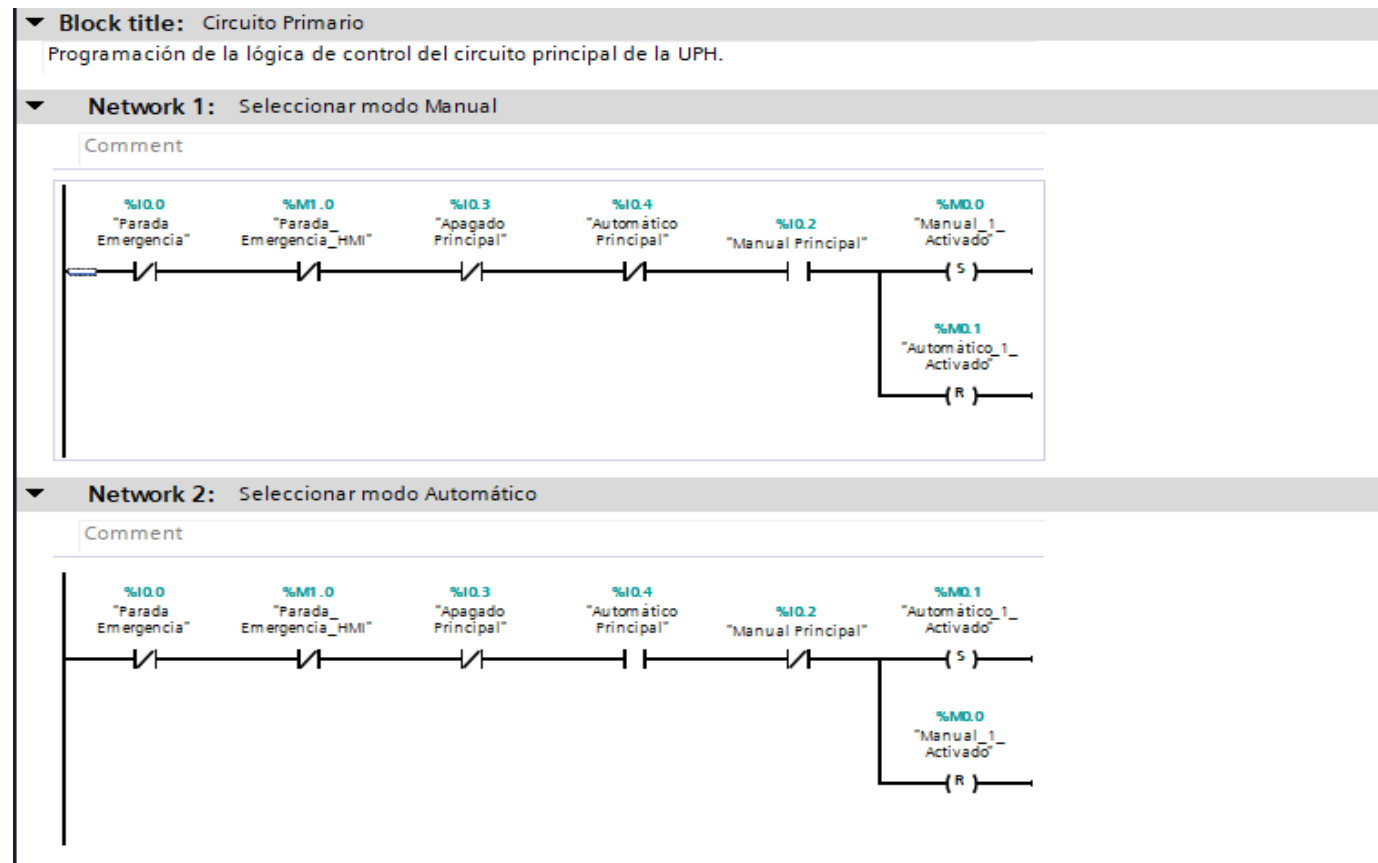 Block title: Circuito Primario
Programación de la lógica de control del circuito principal de la UPH.
Network 1: Seleccionar modo Manual
Comment
%I0.0 %M1.0 %I0.3 %I0.4 %M0.0
"Parada "Parada_ "Apagado "Automático %I0.2 "Manual_1_
Emergencia" Emergencia_HMI" Principal" Principal" "Manual Principal" Activado"
S
%M0.1
"Automático_1_
Activado"
R
Network 2: Seleccionar modo Automático
Comment
%I0.0 %M1.0 %I0.3 %I0.4 %M0.1
"Parada "Parada_ "Apagado "Automático %I0.2 "Automático_1_
Emergencia" Emergencia_HMI" Principal" Principal" "Manual Principal" Activado"
S
%M0.0
"Manual_1_
Activado"
R